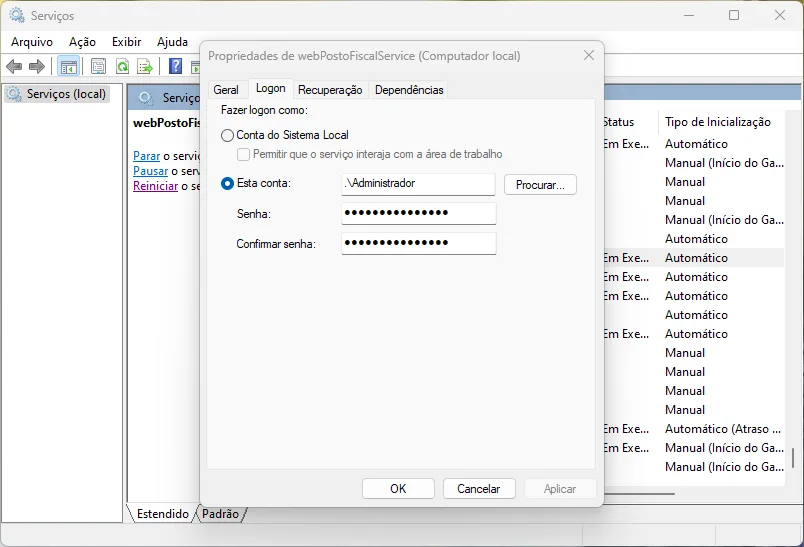 Serviços
Arquivo Ação Exibir Ajuda
Serviços (local)
Serviço
webPostoFis
Parar o serviç
Pausar o serv
Reiniciar o se
Propriedades de webPostoFiscalService (Computador local)
Geral Logon Recuperação Dependências
Fazer logon como:
Conta do Sistema Local
Permitir que o serviço interaja com a área de trabalho
Esta conta: .\Administrador Procurar...
Senha: •••••••••••••••
Confirmar senha: •••••••••••••••
OK Cancelar Aplicar
Status Tipo de Inicialização
Em Exe... Automático
Manual (Início do Ga...
Manual
Manual
Manual (Início do Ga...
Automático
Em Exe... Automático
Em Exe... Automático
Em Exe... Automático
Em Exe... Automático
Em Exe... Automático
Manual
Manual
Manual
Manual
Em Exe... Automático (Atraso ...
Em Exe... Manual (Início do Ga...
Manual (Início do Ga...
Estendido Padrão